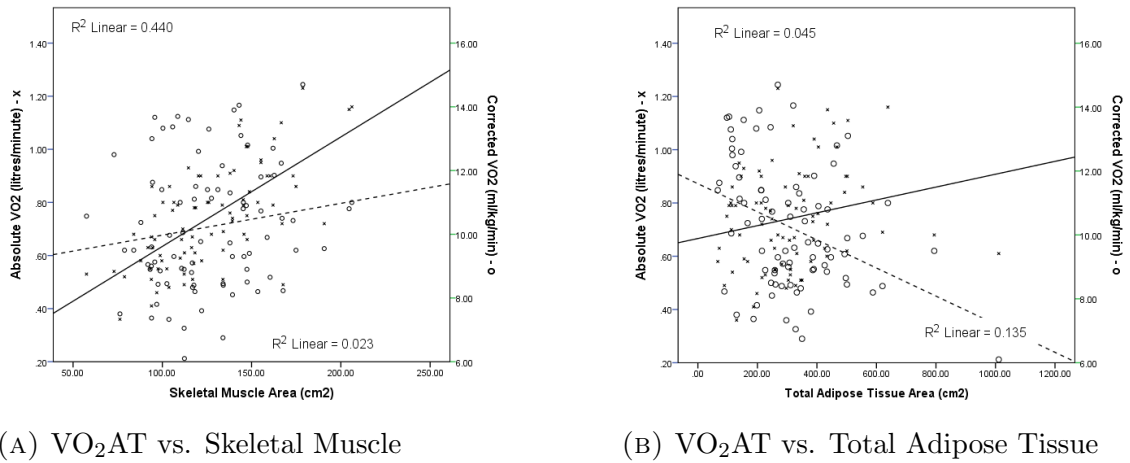 R² Linear = 0.440
1.40
1.20
1.00
.80
.60
.40
.20
16.00
14.00
12.00
10.00
8.00
6.00
Absolute VO2 (litres/minute) - x
Corrected VO2 (ml/kg/min) - o
R² Linear = 0.023
50.00 100.00 150.00 200.00 250.00
Skeletal Muscle Area (cm2)
(A) VO₂AT vs. Skeletal Muscle
R² Linear = 0.045
1.40
1.20
1.00
.80
.60
.40
.20
16.00
14.00
12.00
10.00
8.00
6.00
Absolute VO2 (litres/minute) - x
Corrected VO2 (ml/kg/min) - o
R² Linear = 0.135
.00 200.00 400.00 600.00 800.00 1000.00 1200.00
Total Adipose Tissue Area (cm2)
(B) VO₂AT vs. Total Adipose Tissue